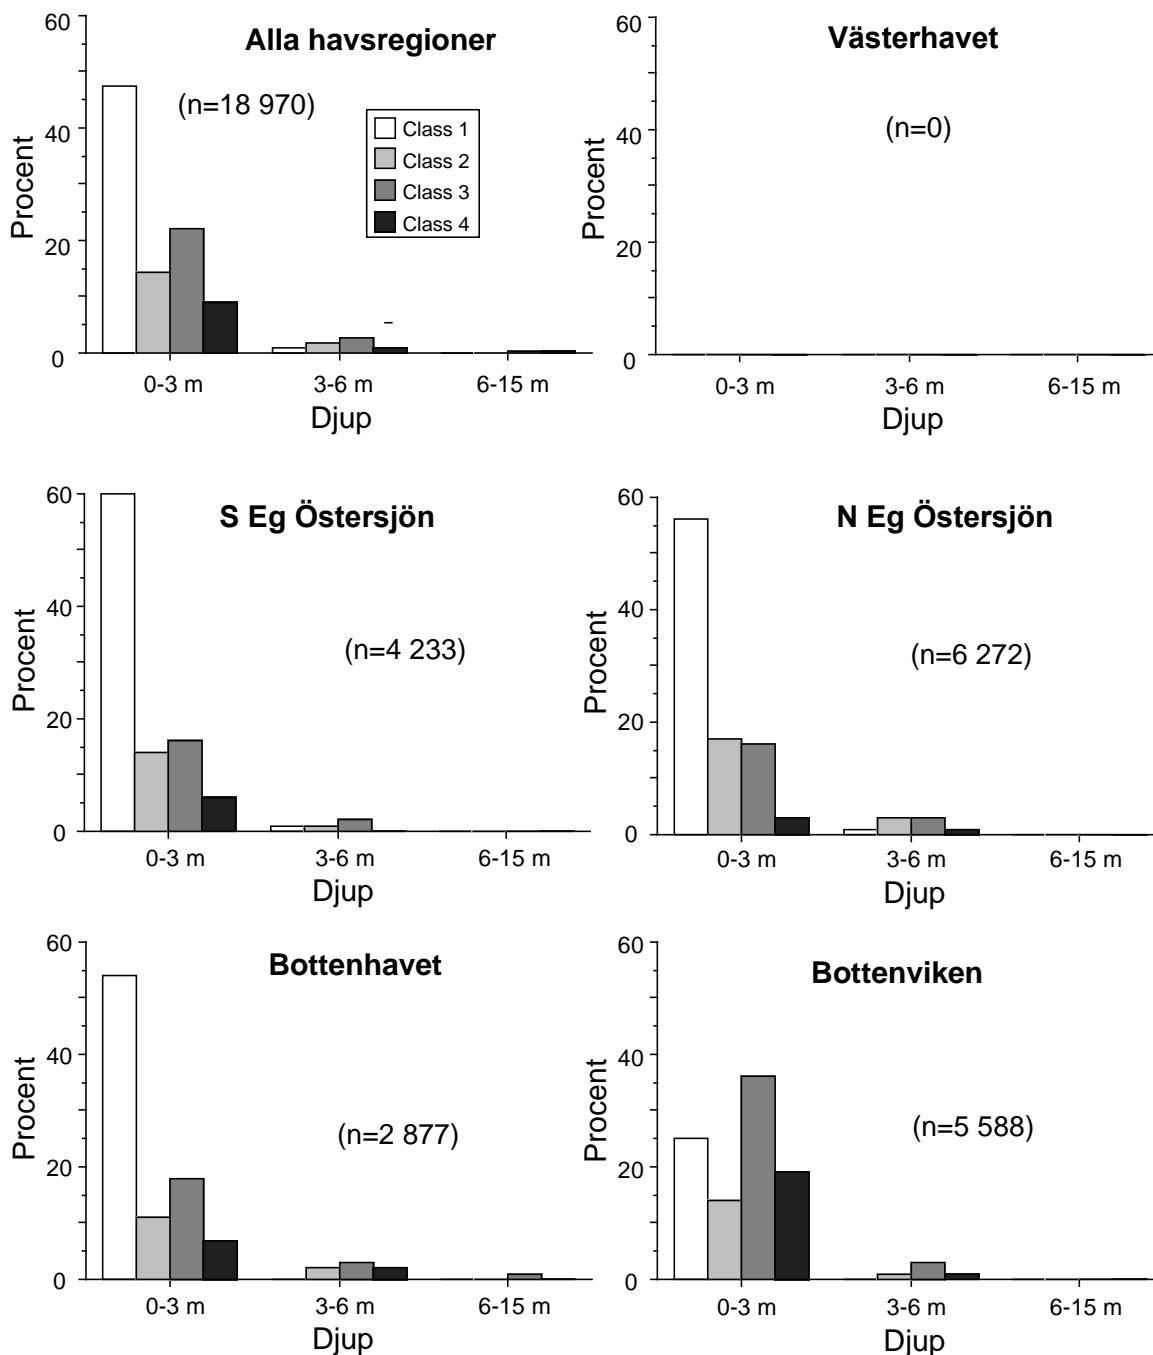 Alla havsregioner
(n=18 970)
Class 1
Class 2
Class 3
Class 4
Procent
60
40
20
0
0-3 m
3-6 m
6-15 m
Djup
Västerhavet
(n=0)
Procent
60
40
20
0
0-3 m
3-6 m
6-15 m
Djup
S Eg Östersjön
(n=4 233)
Procent
60
40
20
0
0-3 m
3-6 m
6-15 m
Djup
N Eg Östersjön
(n=6 272)
Procent
60
40
20
0
0-3 m
3-6 m
6-15 m
Djup
Bottenhavet
(n=2 877)
Procent
60
40
20
0
0-3 m
3-6 m
6-15 m
Djup
Bottenviken
(n=5 588)
Procent
60
40
20
0
0-3 m
3-6 m
6-15 m
Djup